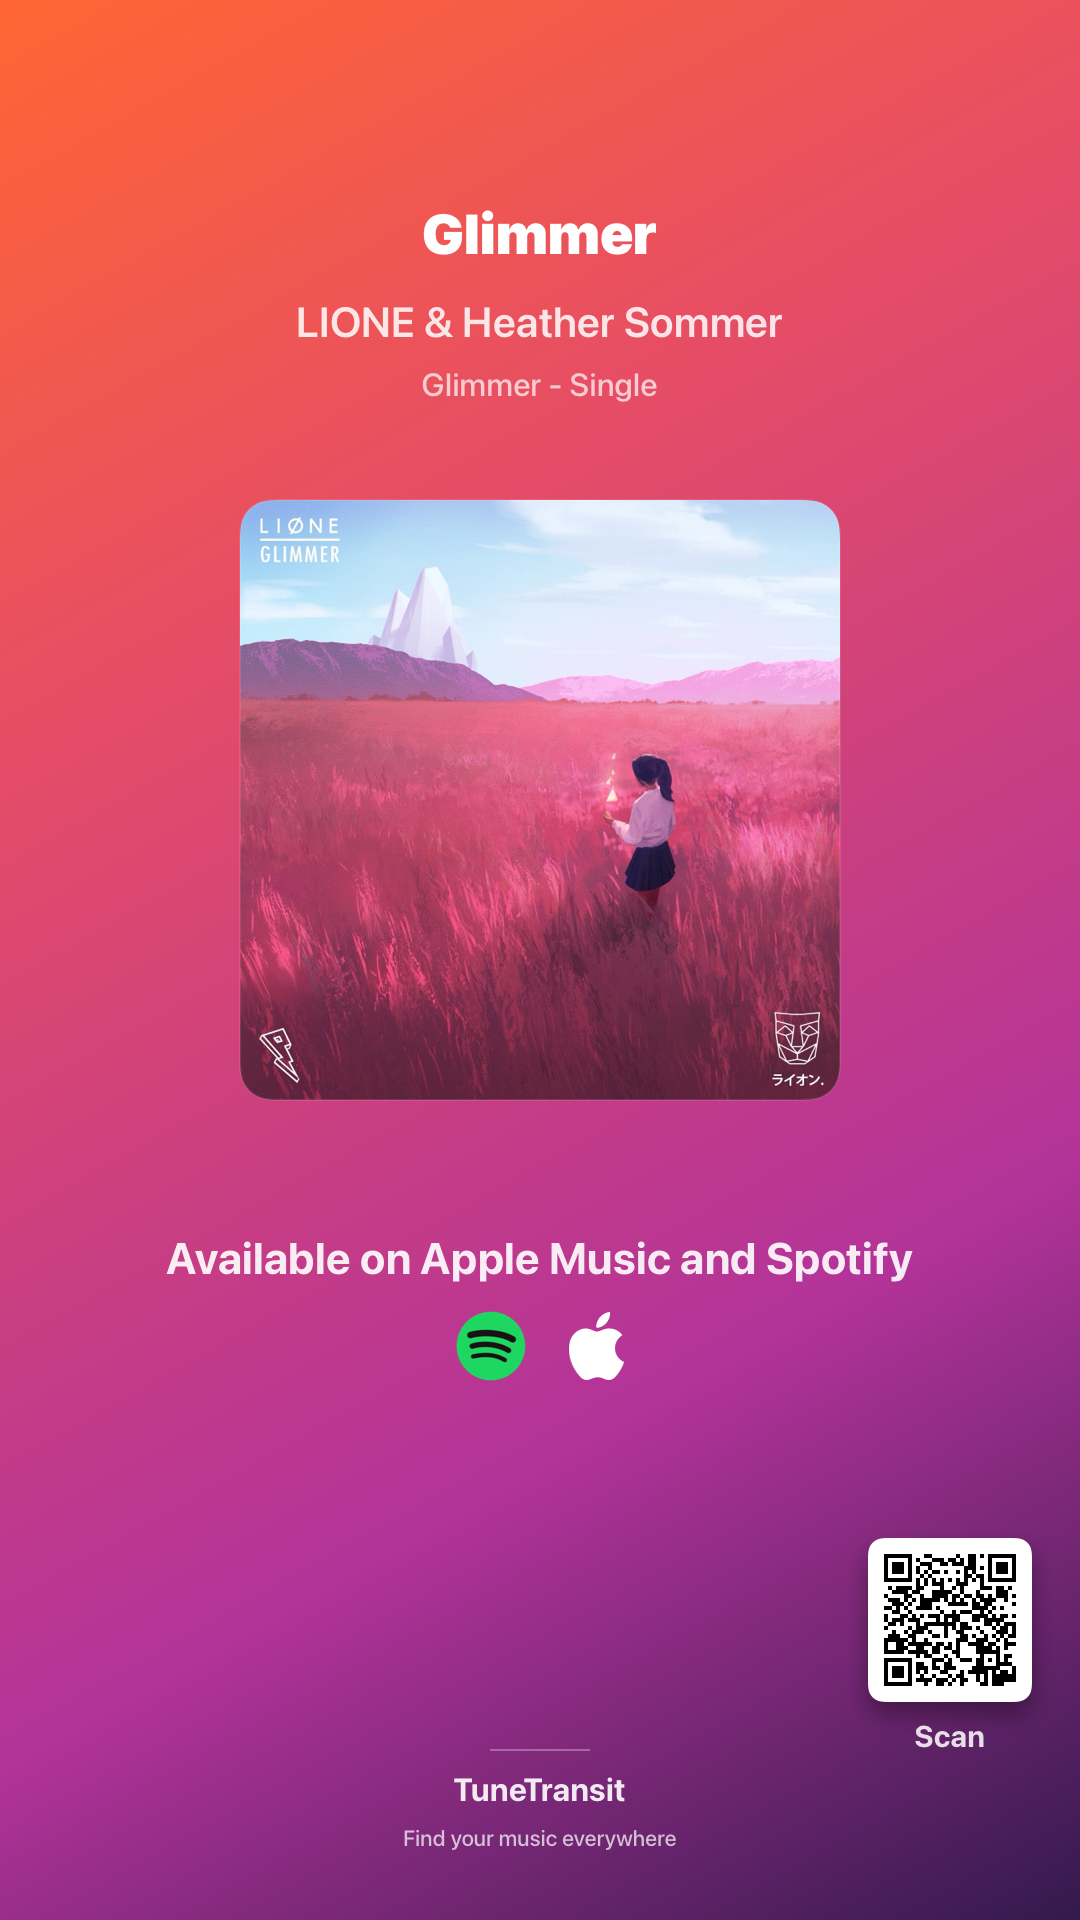 Glimmer
LIONE & Heather Sommer
Glimmer - Single
LIØNE
GLIMMER
ライオン.
Available on Apple Music and Spotify
Scan
TuneTransit
Find your music everywhere